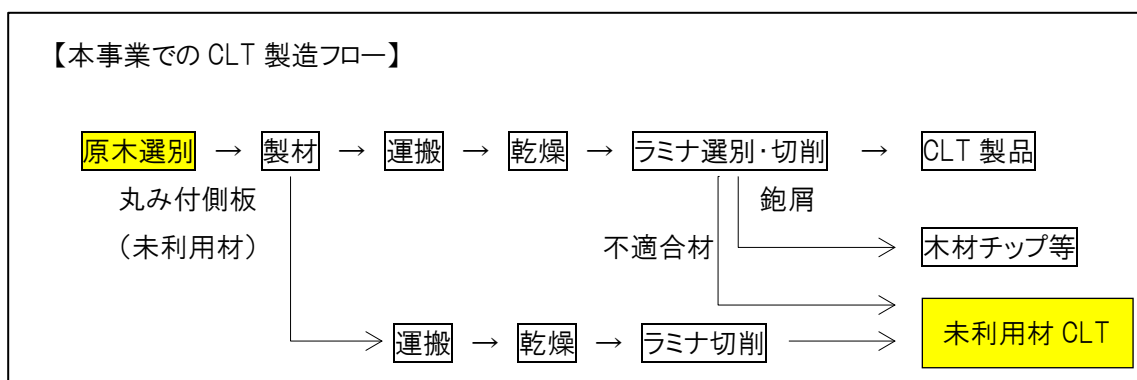 【本事業での CLT 製造フロー】
原木選別 → 製材 → 運搬 → 乾燥 → ラミナ選別・切削 → CLT 製品
丸み付側板 鉋屑
（未利用材） 不適合材 木材チップ等
運搬 → 乾燥 → ラミナ切削 未利用材 CLT